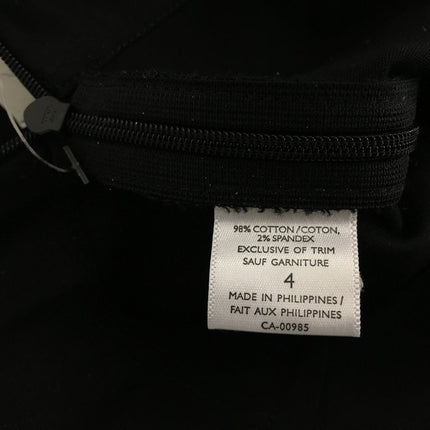 98% COTTON/COTON,
2% SPANDEX
EXCLUSIVE OF TRIM
SAUF GARNITURE
4
MADE IN PHILIPPINES/
FAIT AUX PHILIPPINES
CA-00985